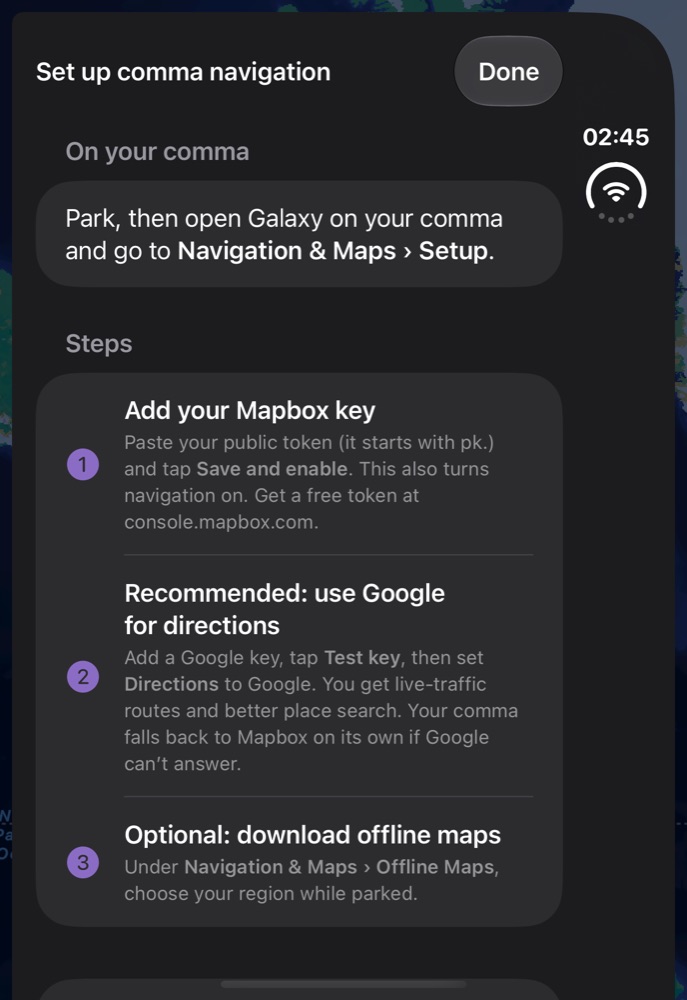 Set up comma navigation
Done
02:45
On your comma
Park, then open Galaxy on your comma
and go to Navigation & Maps › Setup.
Steps
1
Add your Mapbox key
Paste your public token (it starts with pk.)
and tap Save and enable. This also turns
navigation on. Get a free token at
console.mapbox.com.
2
Recommended: use Google
for directions
Add a Google key, tap Test key, then set
Directions to Google. You get live-traffic
routes and better place search. Your comma
falls back to Mapbox on its own if Google
can’t answer.
3
Optional: download offline maps
Under Navigation & Maps › Offline Maps,
choose your region while parked.